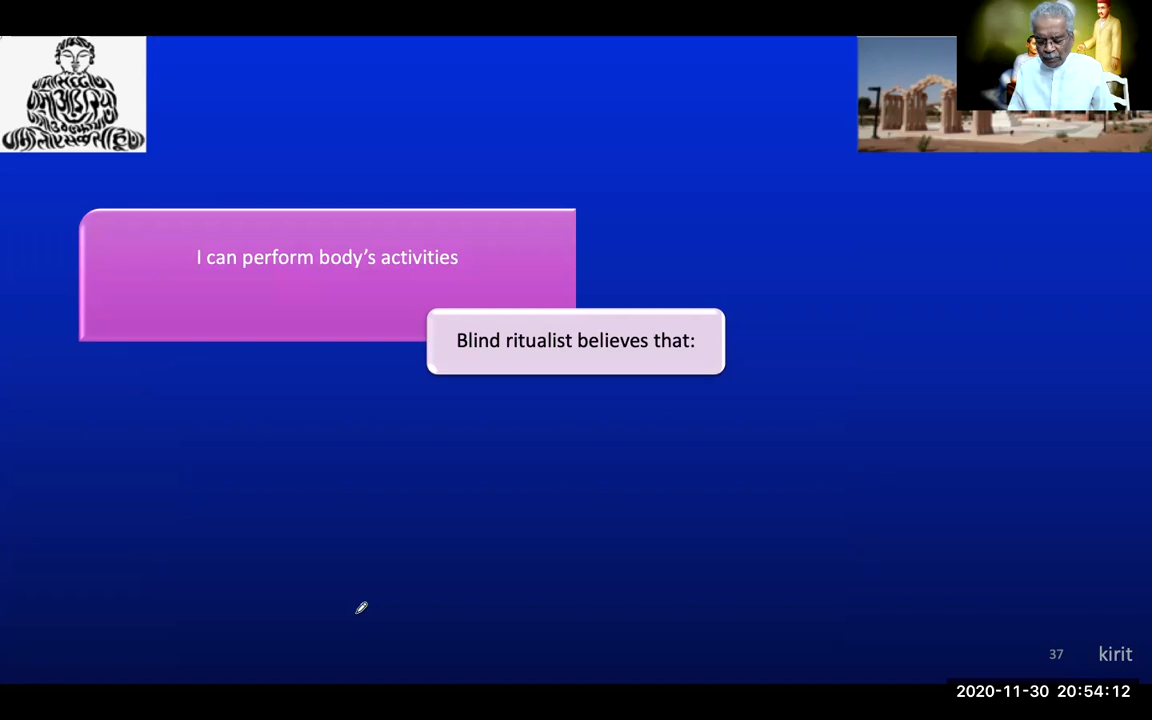 I can perform body’s activities
Blind ritualist believes that:
37
kirit
2020-11-30 20:54:12